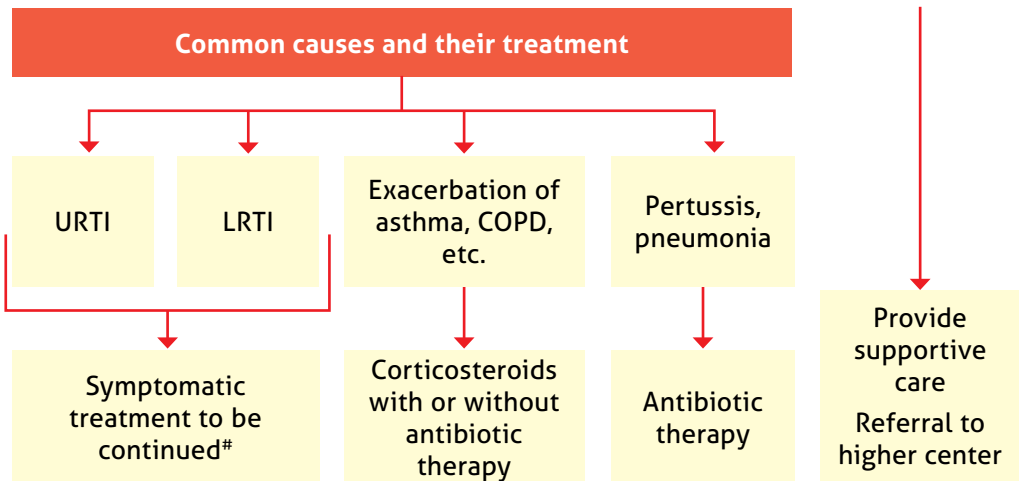 Common causes and their treatment
URTI
LRTI
Exacerbation of
asthma, COPD,
etc.
Pertussis,
pneumonia
Symptomatic
treatment to be
continued#
Corticosteroids
with or without
antibiotic
therapy
Antibiotic
therapy
Provide
supportive
care
Referral to
higher center